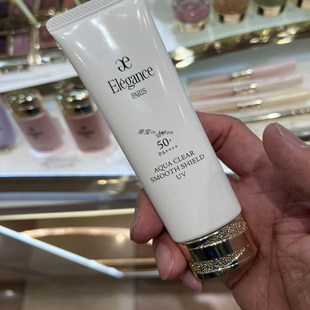 Elégance
PARIS
SPF
50+
PA++++
AQUA CLEAR
SMOOTH SHIELD
UV